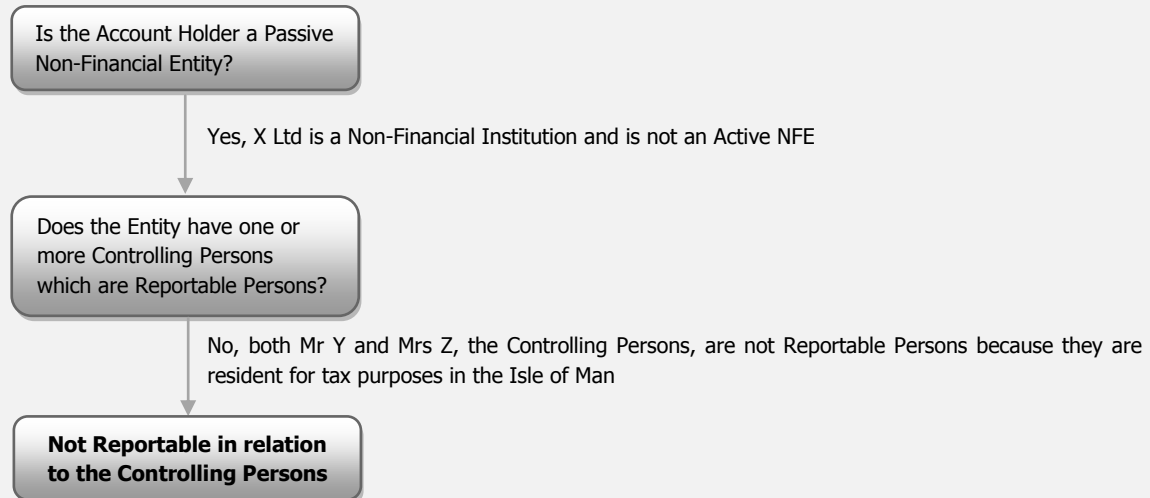 Is the Account Holder a Passive
Non-Financial Entity?
Yes, X Ltd is a Non-Financial Institution and is not an Active NFE
Does the Entity have one or
more Controlling Persons
which are Reportable Persons?
No, both Mr Y and Mrs Z, the Controlling Persons, are not Reportable Persons because they are
resident for tax purposes in the Isle of Man
Not Reportable in relation
to the Controlling Persons